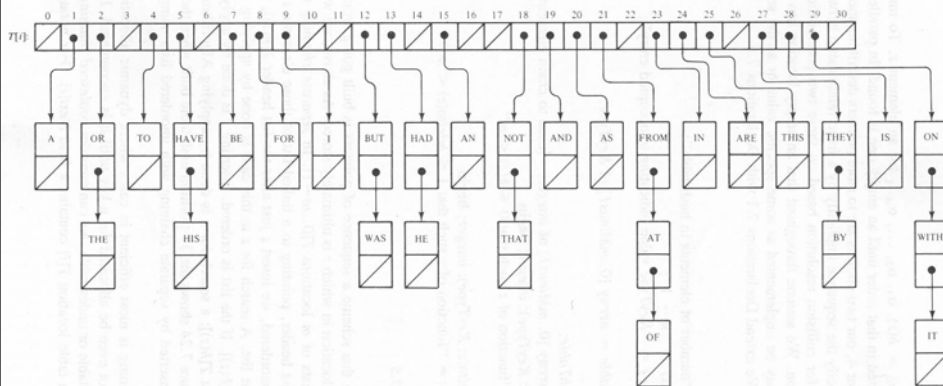 0 1 2 3 4 5 6 7 8 9 10 11 12 13 14 15 16 17 18 19 20 21 22 23 24 25 26 27 28 29 30
T[i]:
A OR TO HAVE BE FOR I BUT HAD AN NOT AND AS FROM IN ARE THIS THEY IS ON
THE HIS WAS HE THAT AT BY WITH
OF IT